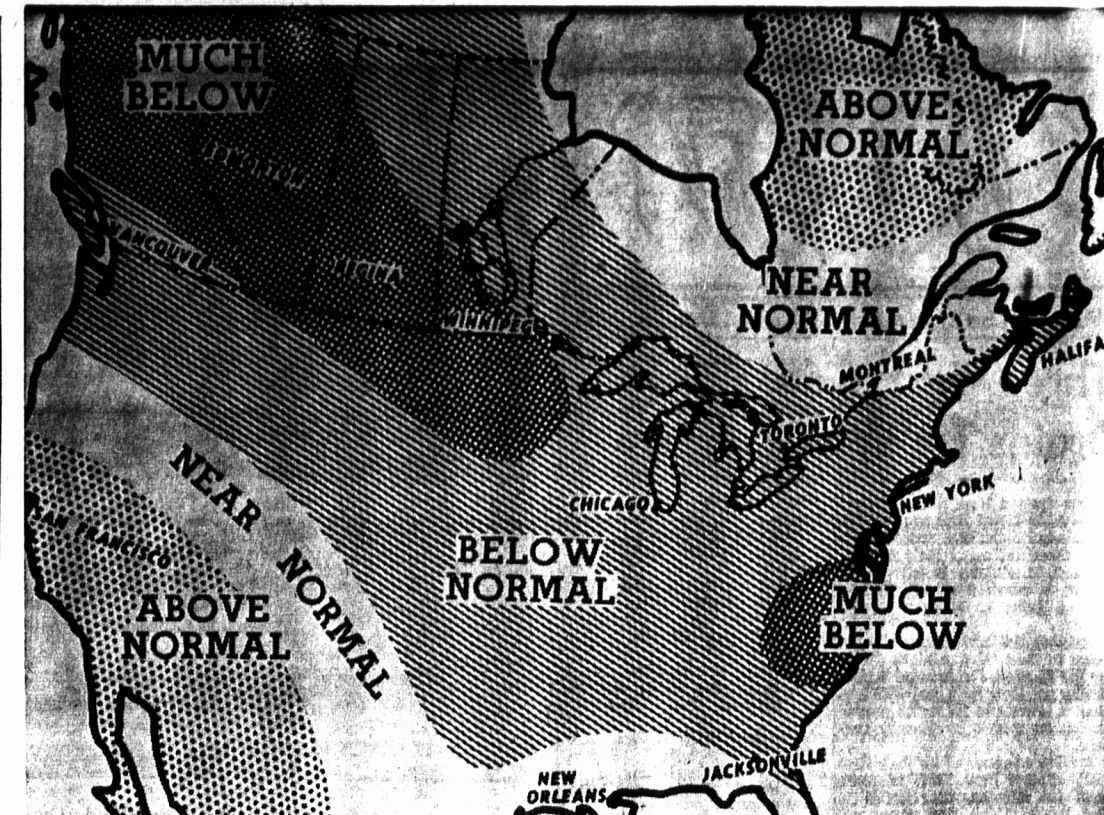 MUCH
BELOW
ABOVE
NORMAL
EDMONTON
VANCOUVER
REGINA
NEAR
NORMAL
WINNIPEG
MONTREAL
HALIFA
TORONTO
NEAR
NORMAL
CHICAGO
NEW YORK
SAN FRANCISCO
BELOW
NORMAL
ABOVE
NORMAL
MUCH
BELOW
JACKSONVILLE
NEW
ORLEANS